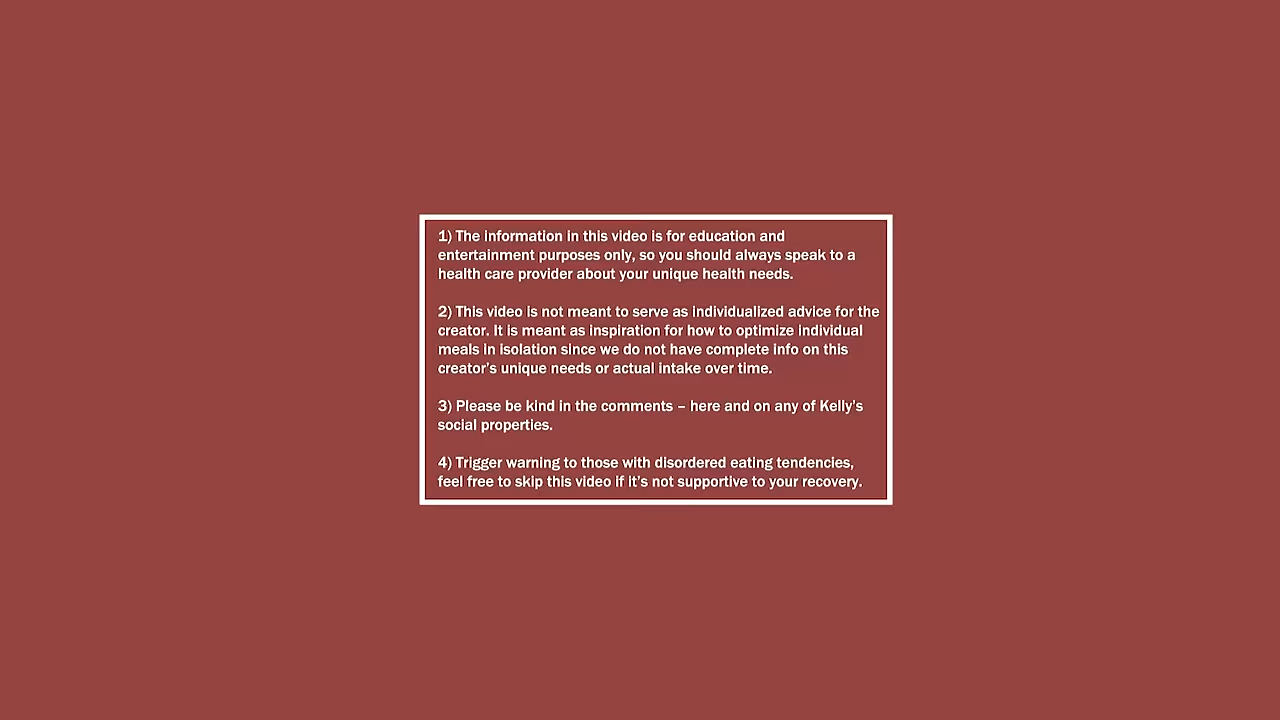 1) The information in this video is for education and
entertainment purposes only, so you should always speak to a
health care provider about your unique health needs.
2) This video is not meant to serve as individualized advice for the
creator. It is meant as inspiration for how to optimize individual
meals in isolation since we do not have complete info on this
creator's unique needs or actual intake over time.
3) Please be kind in the comments – here and on any of Kelly's
social properties.
4) Trigger warning to those with disordered eating tendencies,
feel free to skip this video if it's not supportive to your recovery.